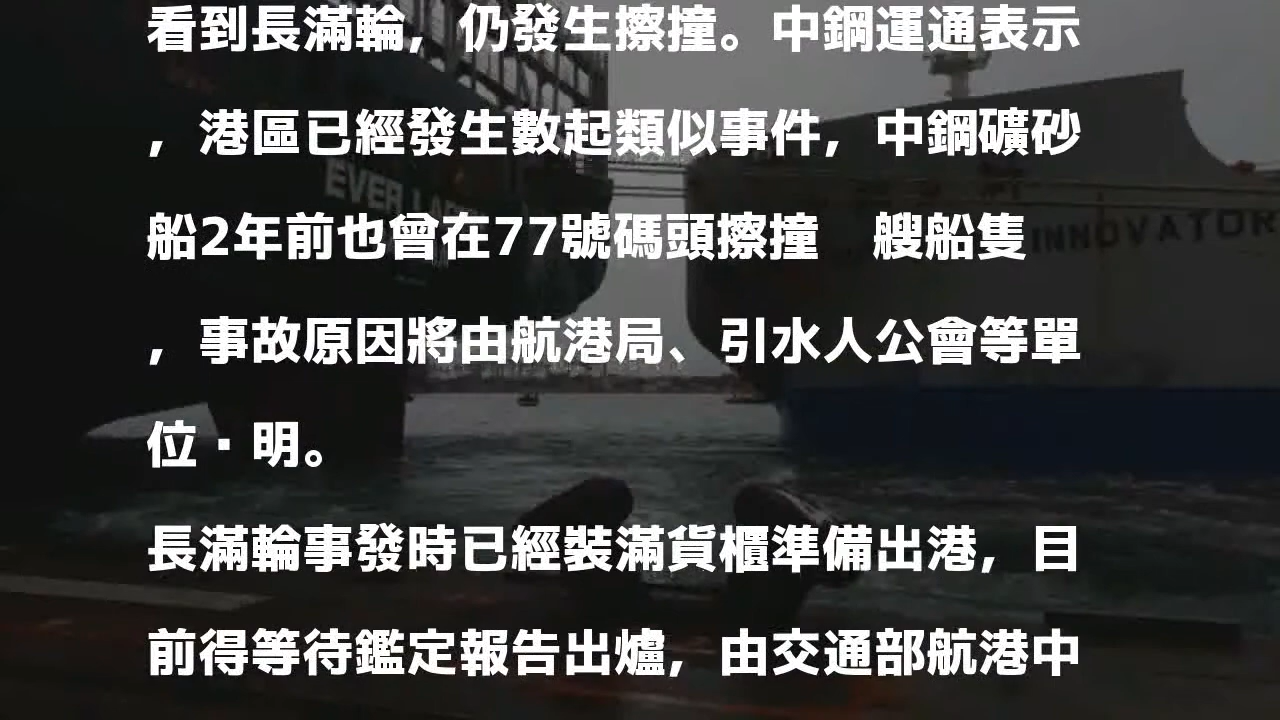 看到長滿輪，仍發生擦撞。中鋼運通表示
，港區已經發生數起類似事件，中鋼礦砂
船2年前也曾在77號碼頭擦撞　艘船隻
，事故原因將由航港局、引水人公會等單
位▪明。
長滿輪事發時已經裝滿貨櫃準備出港，目
前得等待鑑定報告出爐，由交通部航港中
EVER
INNOVATOR